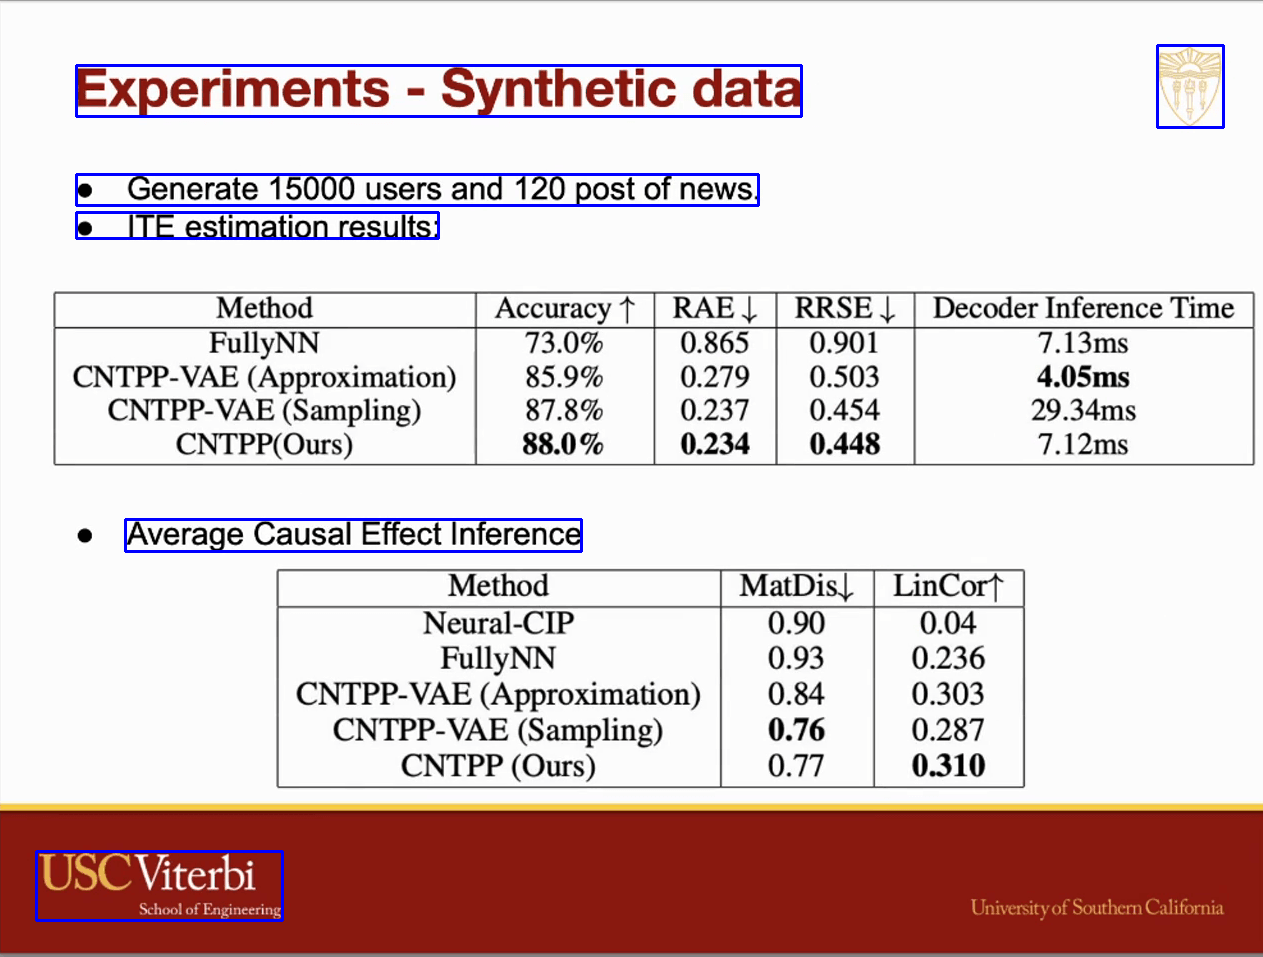 Experiments - Synthetic data
● Generate 15000 users and 120 post of news.
● ITE estimation results:
Method Accuracy ↑ RAE ↓ RRSE ↓ Decoder Inference Time
FullyNN 73.0% 0.865 0.901 7.13ms
CNTPP-VAE (Approximation) 85.9% 0.279 0.503 4.05ms
CNTPP-VAE (Sampling) 87.8% 0.237 0.454 29.34ms
CNTPP(Ours) 88.0% 0.234 0.448 7.12ms
● Average Causal Effect Inference
Method MatDis↓ LinCor↑
Neural-CIP 0.90 0.04
FullyNN 0.93 0.236
CNTPP-VAE (Approximation) 0.84 0.303
CNTPP-VAE (Sampling) 0.76 0.287
CNTPP (Ours) 0.77 0.310
USC Viterbi
School of Engineering
University of Southern California